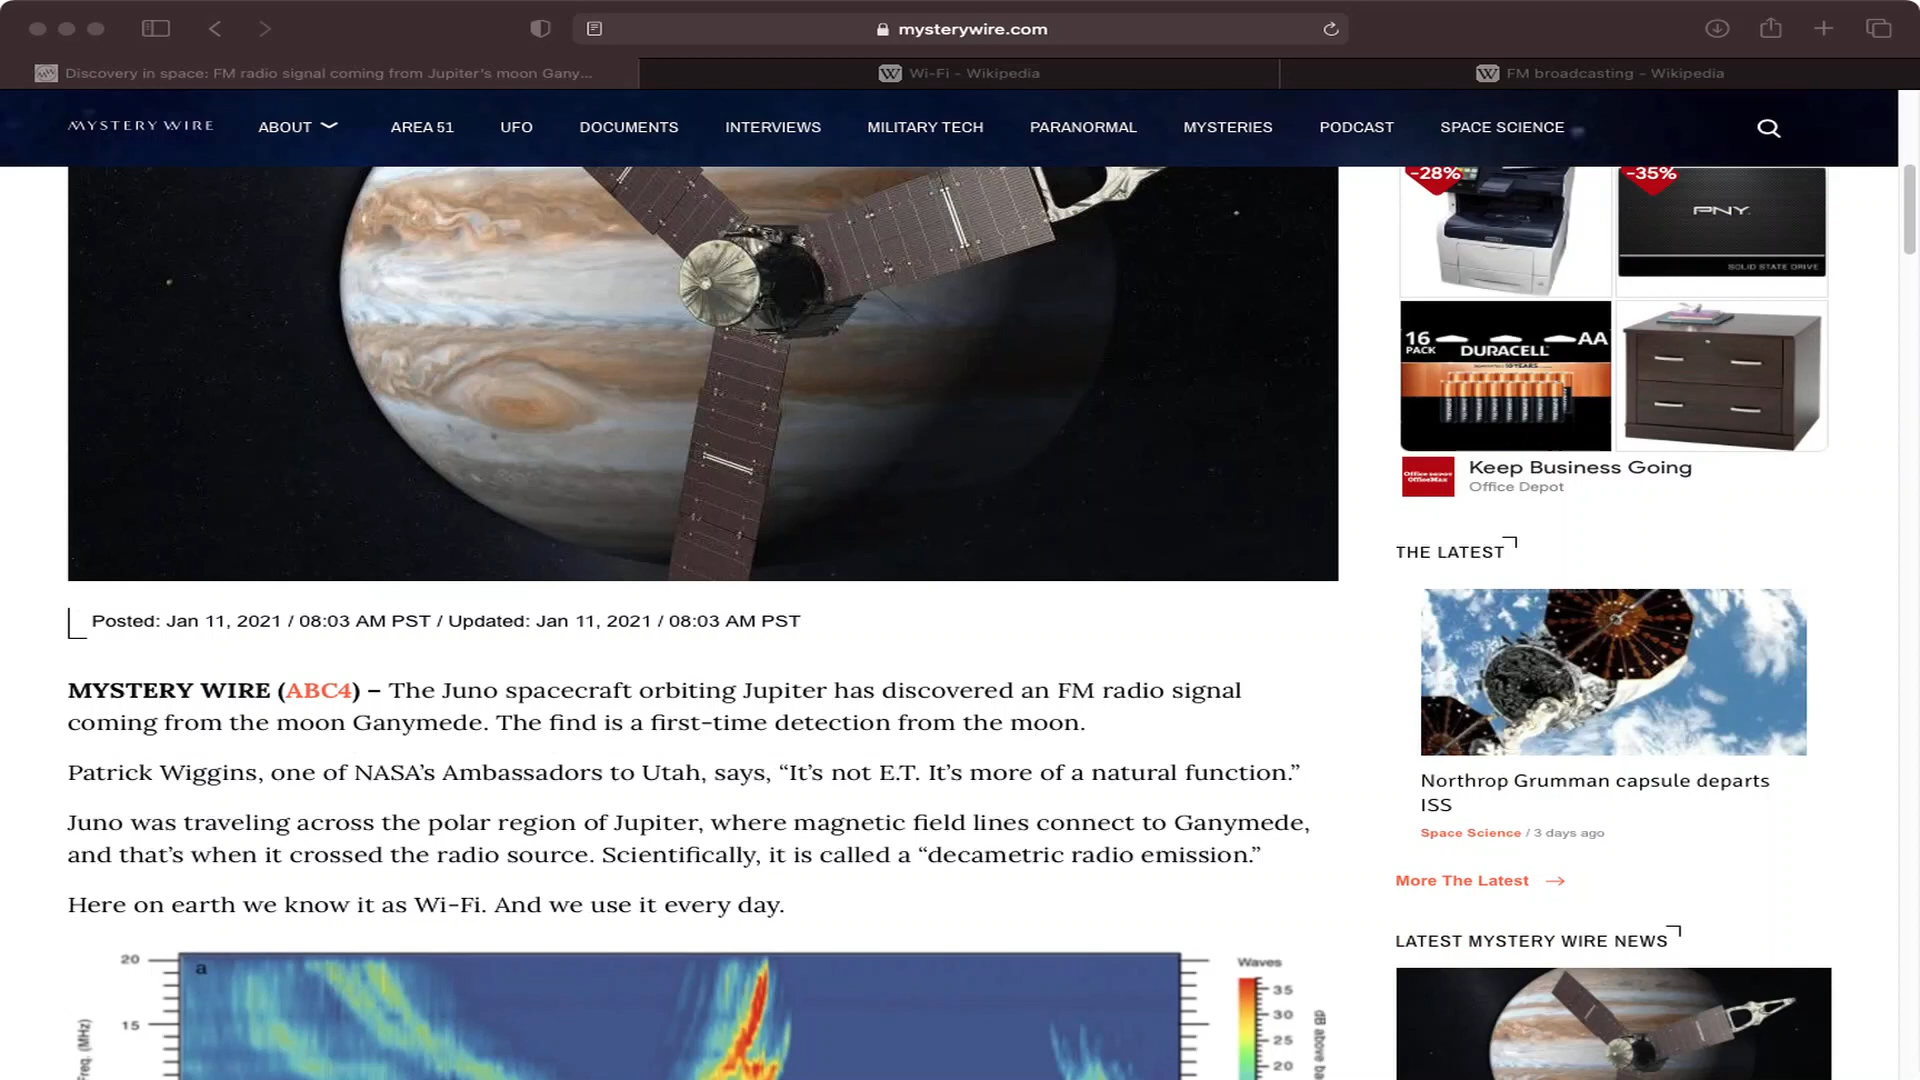 mysterywire.com
Discovery in space: FM radio signal coming from Jupiter's moon Gany...
Wi-Fi - Wikipedia
FM broadcasting - Wikipedia
MYSTERY WIRE
ABOUT
AREA 51
UFO
DOCUMENTS
INTERVIEWS
MILITARY TECH
PARANORMAL
MYSTERIES
PODCAST
SPACE SCIENCE
-28%
-35%
PNY
SOLID STATE DRIVE
16 PACK
DURACELL
AA
Office DEPOT
OfficeMax
Keep Business Going
Office Depot
Posted: Jan 11, 2021 / 08:03 AM PST / Updated: Jan 11, 2021 / 08:03 AM PST
MYSTERY WIRE (ABC4) – The Juno spacecraft orbiting Jupiter has discovered an FM radio signal
coming from the moon Ganymede. The find is a first-time detection from the moon.
Patrick Wiggins, one of NASA's Ambassadors to Utah, says, “It's not E.T. It's more of a natural function.”
Juno was traveling across the polar region of Jupiter, where magnetic field lines connect to Ganymede,
and that's when it crossed the radio source. Scientifically, it is called a “decametric radio emission.”
Here on earth we know it as Wi-Fi. And we use it every day.
20
15
Freq. (MHz)
a
Waves
35
30
25
20
dB above ba
THE LATEST
Northrop Grumman capsule departs
ISS
Space Science / 3 days ago
More The Latest
LATEST MYSTERY WIRE NEWS